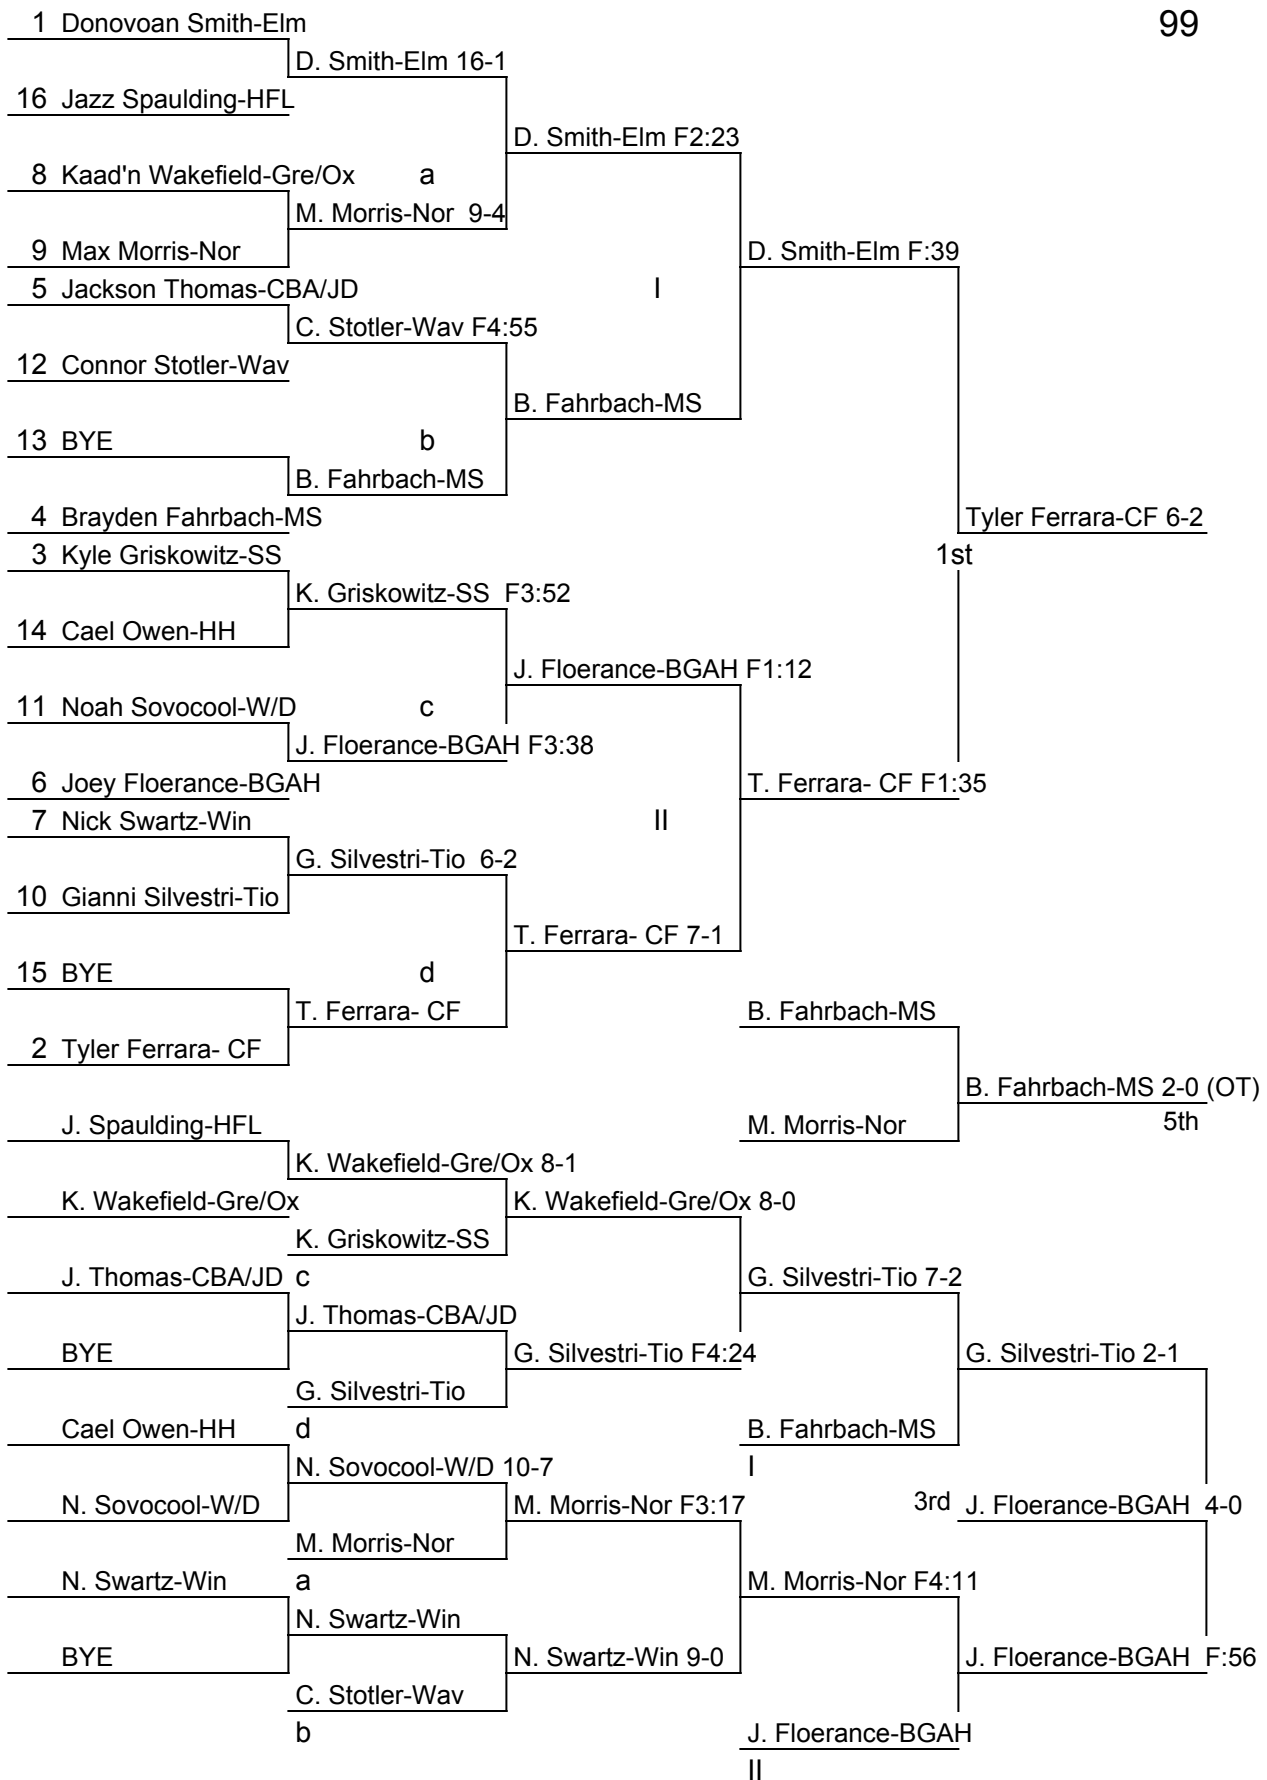 99
1 Donovoan Smith-Elm
D. Smith-Elm 16-1
16 Jazz Spaulding-HFL
D. Smith-Elm F2:23
8 Kaad'n Wakefield-Gre/Ox a
M. Morris-Nor 9-4
9 Max Morris-Nor
D. Smith-Elm F:39
5 Jackson Thomas-CBA/JD I
C. Stotler-Wav F4:55
12 Connor Stotler-Wav
B. Fahrbach-MS
13 BYE b
B. Fahrbach-MS
4 Brayden Fahrbach-MS
Tyler Ferrara-CF 6-2
3 Kyle Griskowitz-SS
1st
K. Griskowitz-SS F3:52
14 Cael Owen-HH
J. Floerance-BGAH F1:12
11 Noah Sovocool-W/D c
J. Floerance-BGAH F3:38
6 Joey Floerance-BGAH
T. Ferrara- CF F1:35
7 Nick Swartz-Win II
G. Silvestri-Tio 6-2
10 Gianni Silvestri-Tio
T. Ferrara- CF 7-1
15 BYE d
T. Ferrara- CF
B. Fahrbach-MS
2 Tyler Ferrara- CF
B. Fahrbach-MS 2-0 (OT)
J. Spaulding-HFL
M. Morris-Nor
5th
K. Wakefield-Gre/Ox 8-1
K. Wakefield-Gre/Ox
K. Wakefield-Gre/Ox 8-0
K. Griskowitz-SS
J. Thomas-CBA/JD c
G. Silvestri-Tio 7-2
J. Thomas-CBA/JD
BYE
G. Silvestri-Tio F4:24
G. Silvestri-Tio 2-1
G. Silvestri-Tio
Cael Owen-HH d
B. Fahrbach-MS
N. Sovocool-W/D 10-7
I
N. Sovocool-W/D
M. Morris-Nor F3:17
3rd J. Floerance-BGAH 4-0
M. Morris-Nor
N. Swartz-Win a
M. Morris-Nor F4:11
N. Swartz-Win
BYE
N. Swartz-Win 9-0
J. Floerance-BGAH F:56
C. Stotler-Wav
b
J. Floerance-BGAH
II